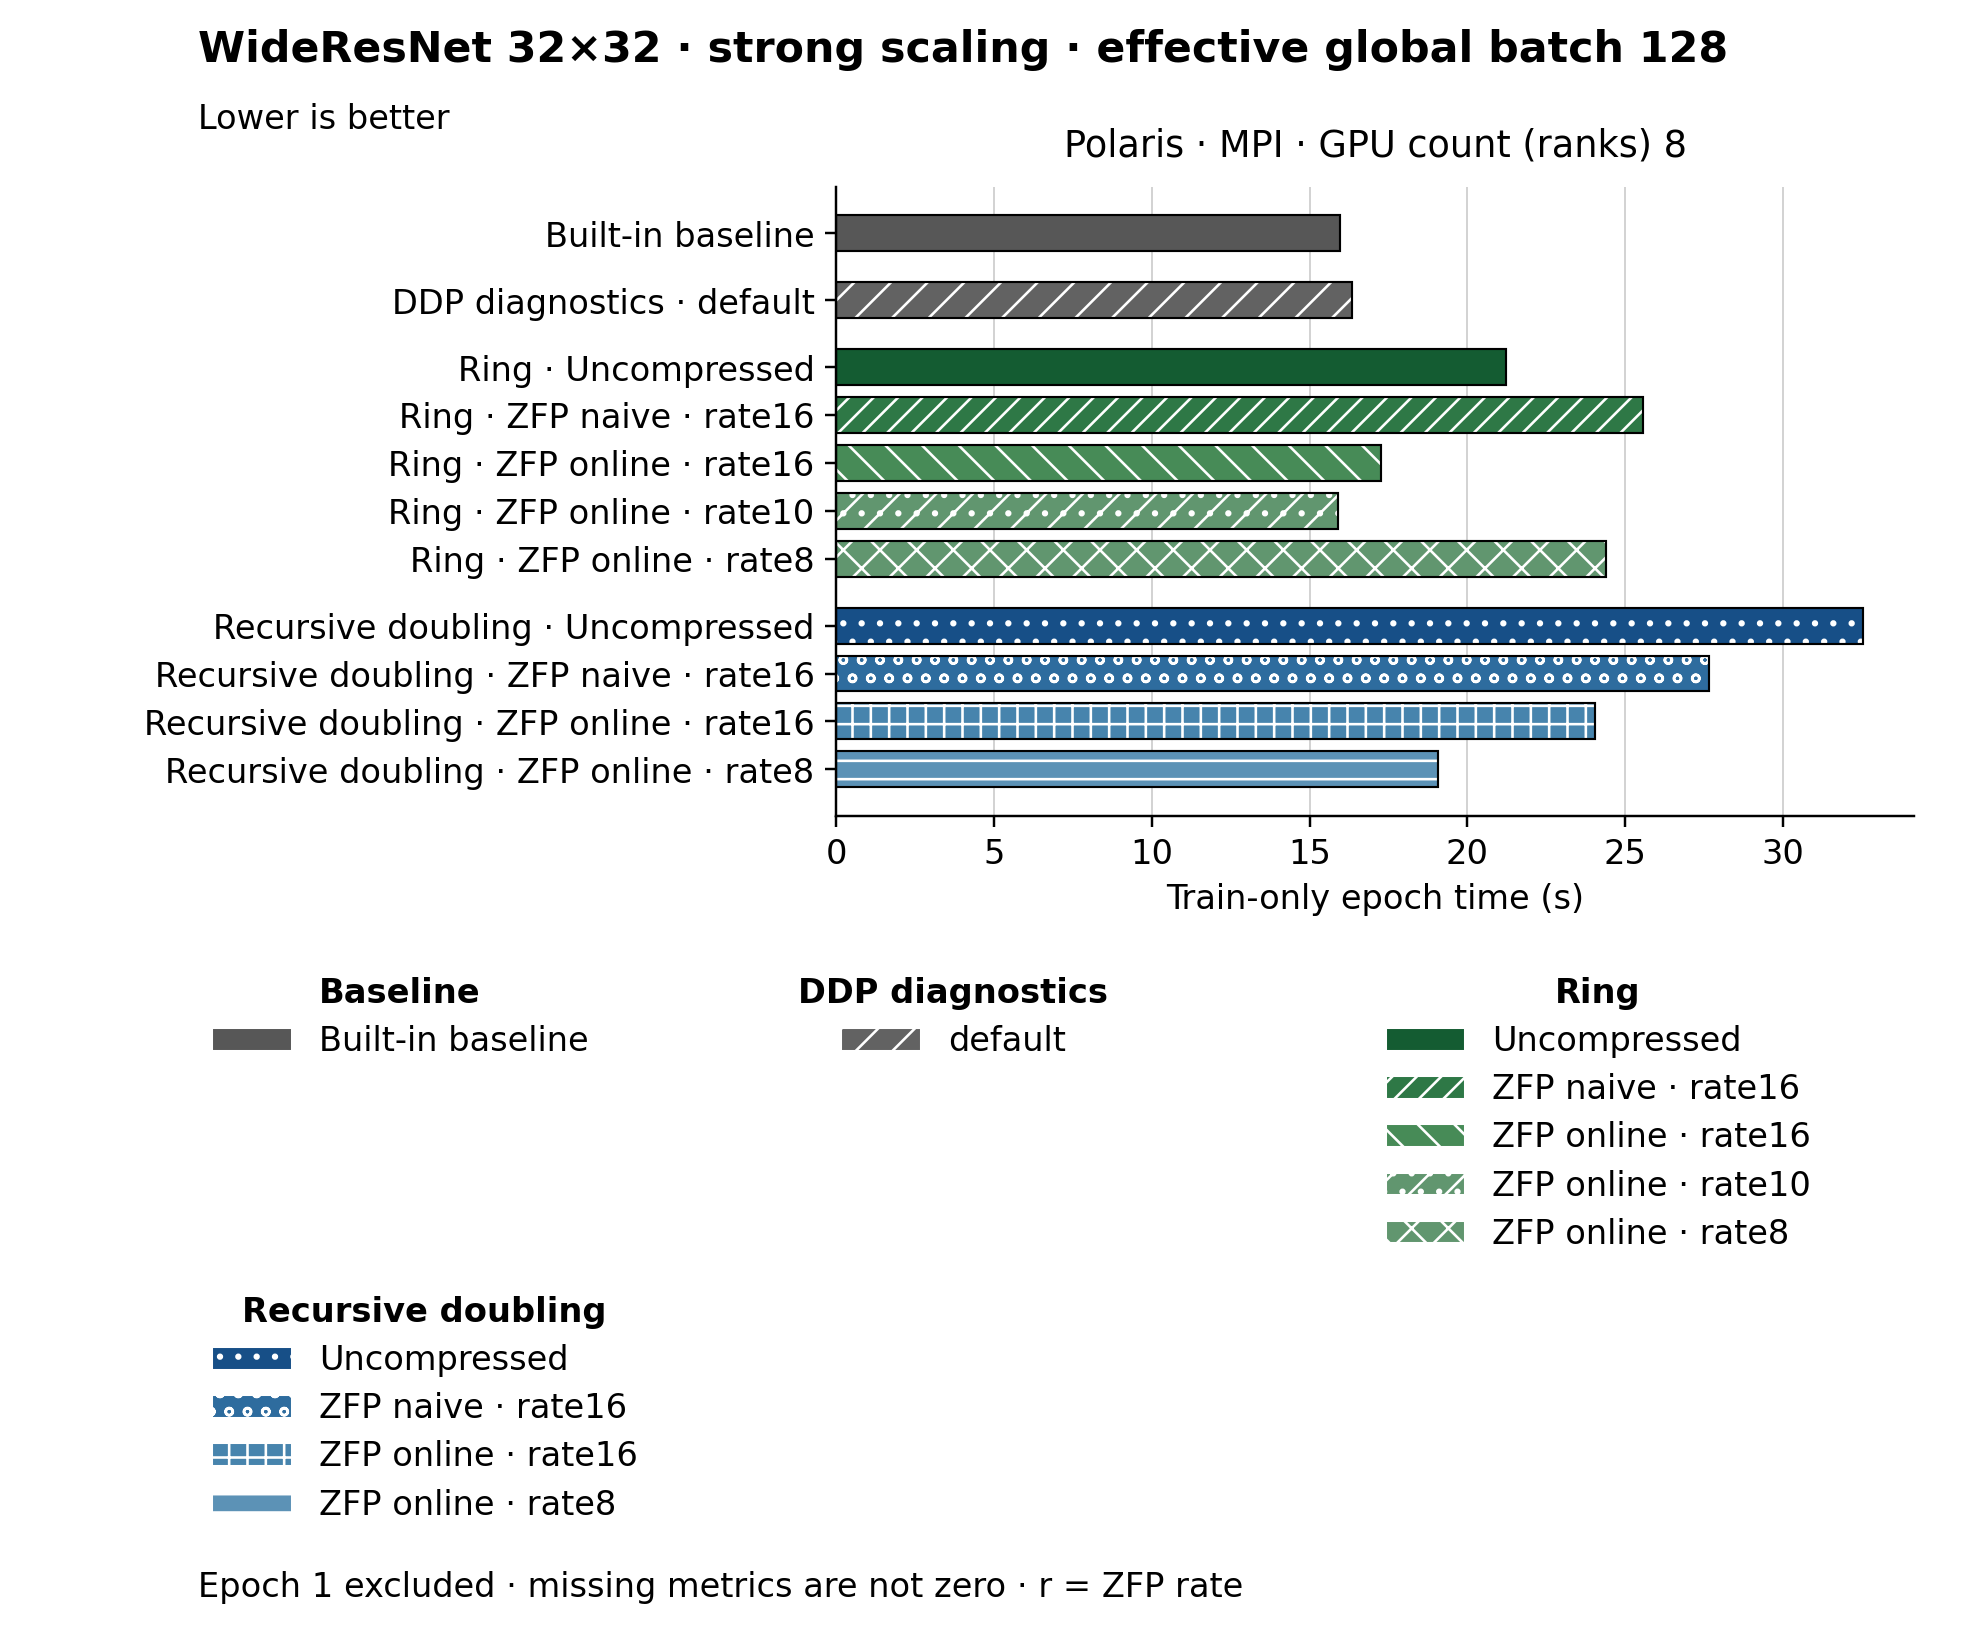 WideResNet 32×32 · strong scaling · effective global batch 128
Lower is better
Polaris · MPI · GPU count (ranks) 8
Built-in baseline
DDP diagnostics · default
Ring · Uncompressed
Ring · ZFP naive · rate16
Ring · ZFP online · rate16
Ring · ZFP online · rate10
Ring · ZFP online · rate8
Recursive doubling · Uncompressed
Recursive doubling · ZFP naive · rate16
Recursive doubling · ZFP online · rate16
Recursive doubling · ZFP online · rate8
0 5 10 15 20 25 30
Train-only epoch time (s)
Baseline
Built-in baseline
DDP diagnostics
default
Ring
Uncompressed
ZFP naive · rate16
ZFP online · rate16
ZFP online · rate10
ZFP online · rate8
Recursive doubling
Uncompressed
ZFP naive · rate16
ZFP online · rate16
ZFP online · rate8
Epoch 1 excluded · missing metrics are not zero · r = ZFP rate